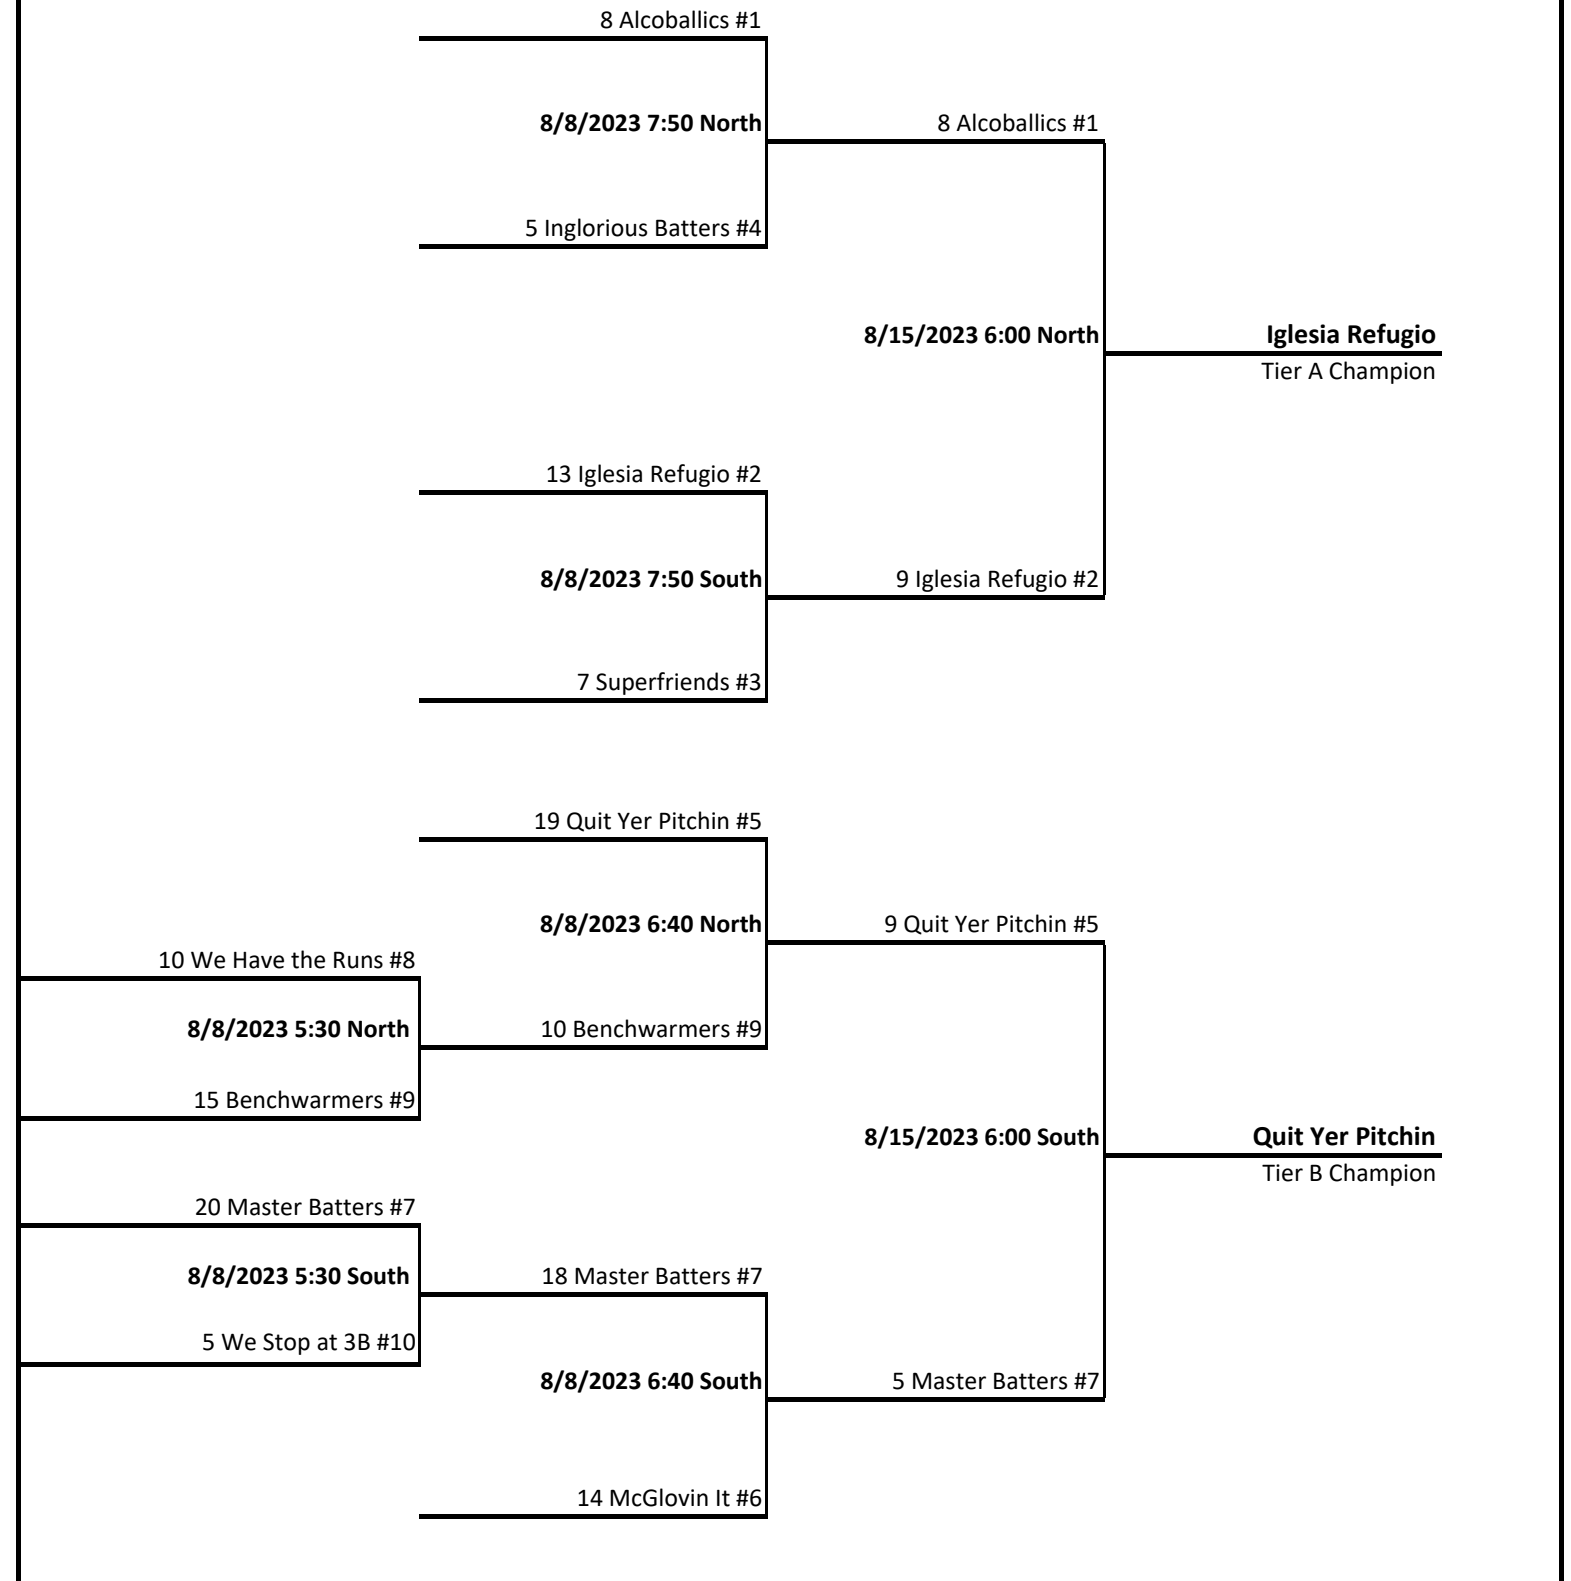 8 Alcoballics #1
8/8/2023 7:50 North
8 Alcoballics #1
5 Inglorious Batters #4
8/15/2023 6:00 North
Iglesia Refugio
Tier A Champion
13 Iglesia Refugio #2
8/8/2023 7:50 South
9 Iglesia Refugio #2
7 Superfriends #3
19 Quit Yer Pitchin #5
8/8/2023 6:40 North
9 Quit Yer Pitchin #5
10 We Have the Runs #8
8/8/2023 5:30 North
10 Benchwarmers #9
15 Benchwarmers #9
8/15/2023 6:00 South
Quit Yer Pitchin
Tier B Champion
20 Master Batters #7
8/8/2023 5:30 South
18 Master Batters #7
5 We Stop at 3B #10
8/8/2023 6:40 South
5 Master Batters #7
14 McGlovin It #6